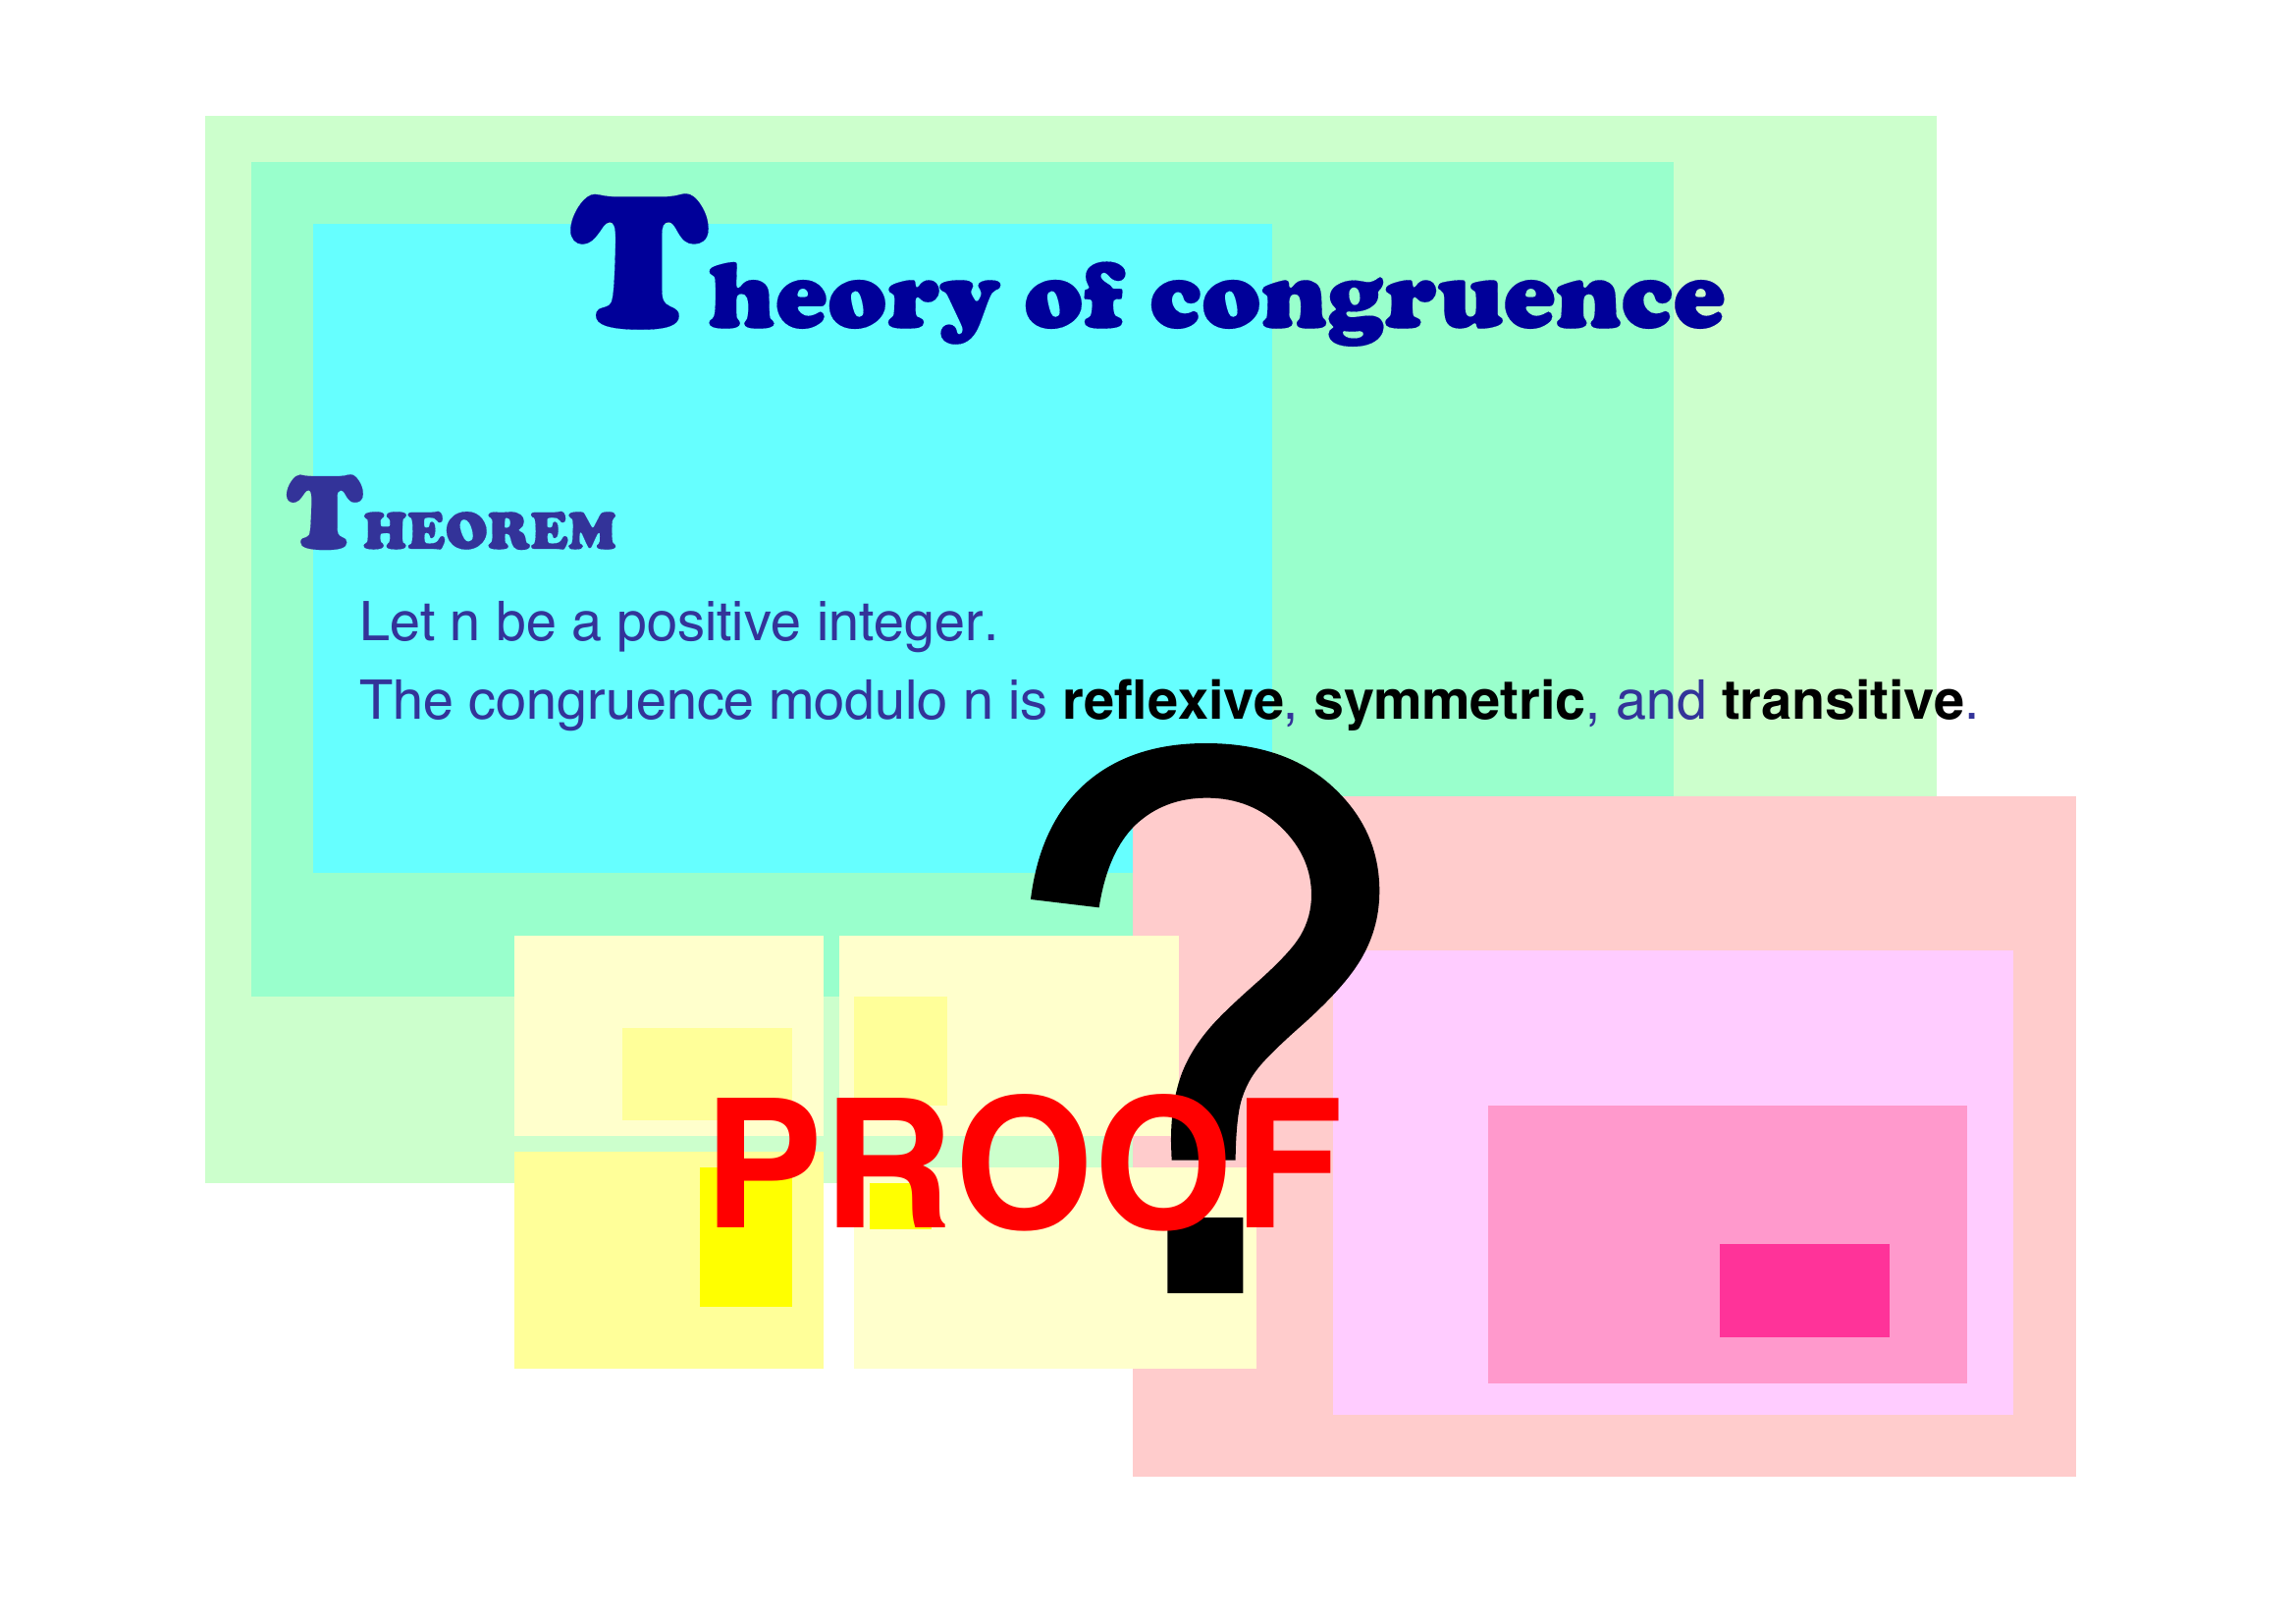 Theory of congruence
THEOREM
Let n be a positive integer.
The congruence modulo n is reflexive, symmetric, and transitive.
?
PROOF